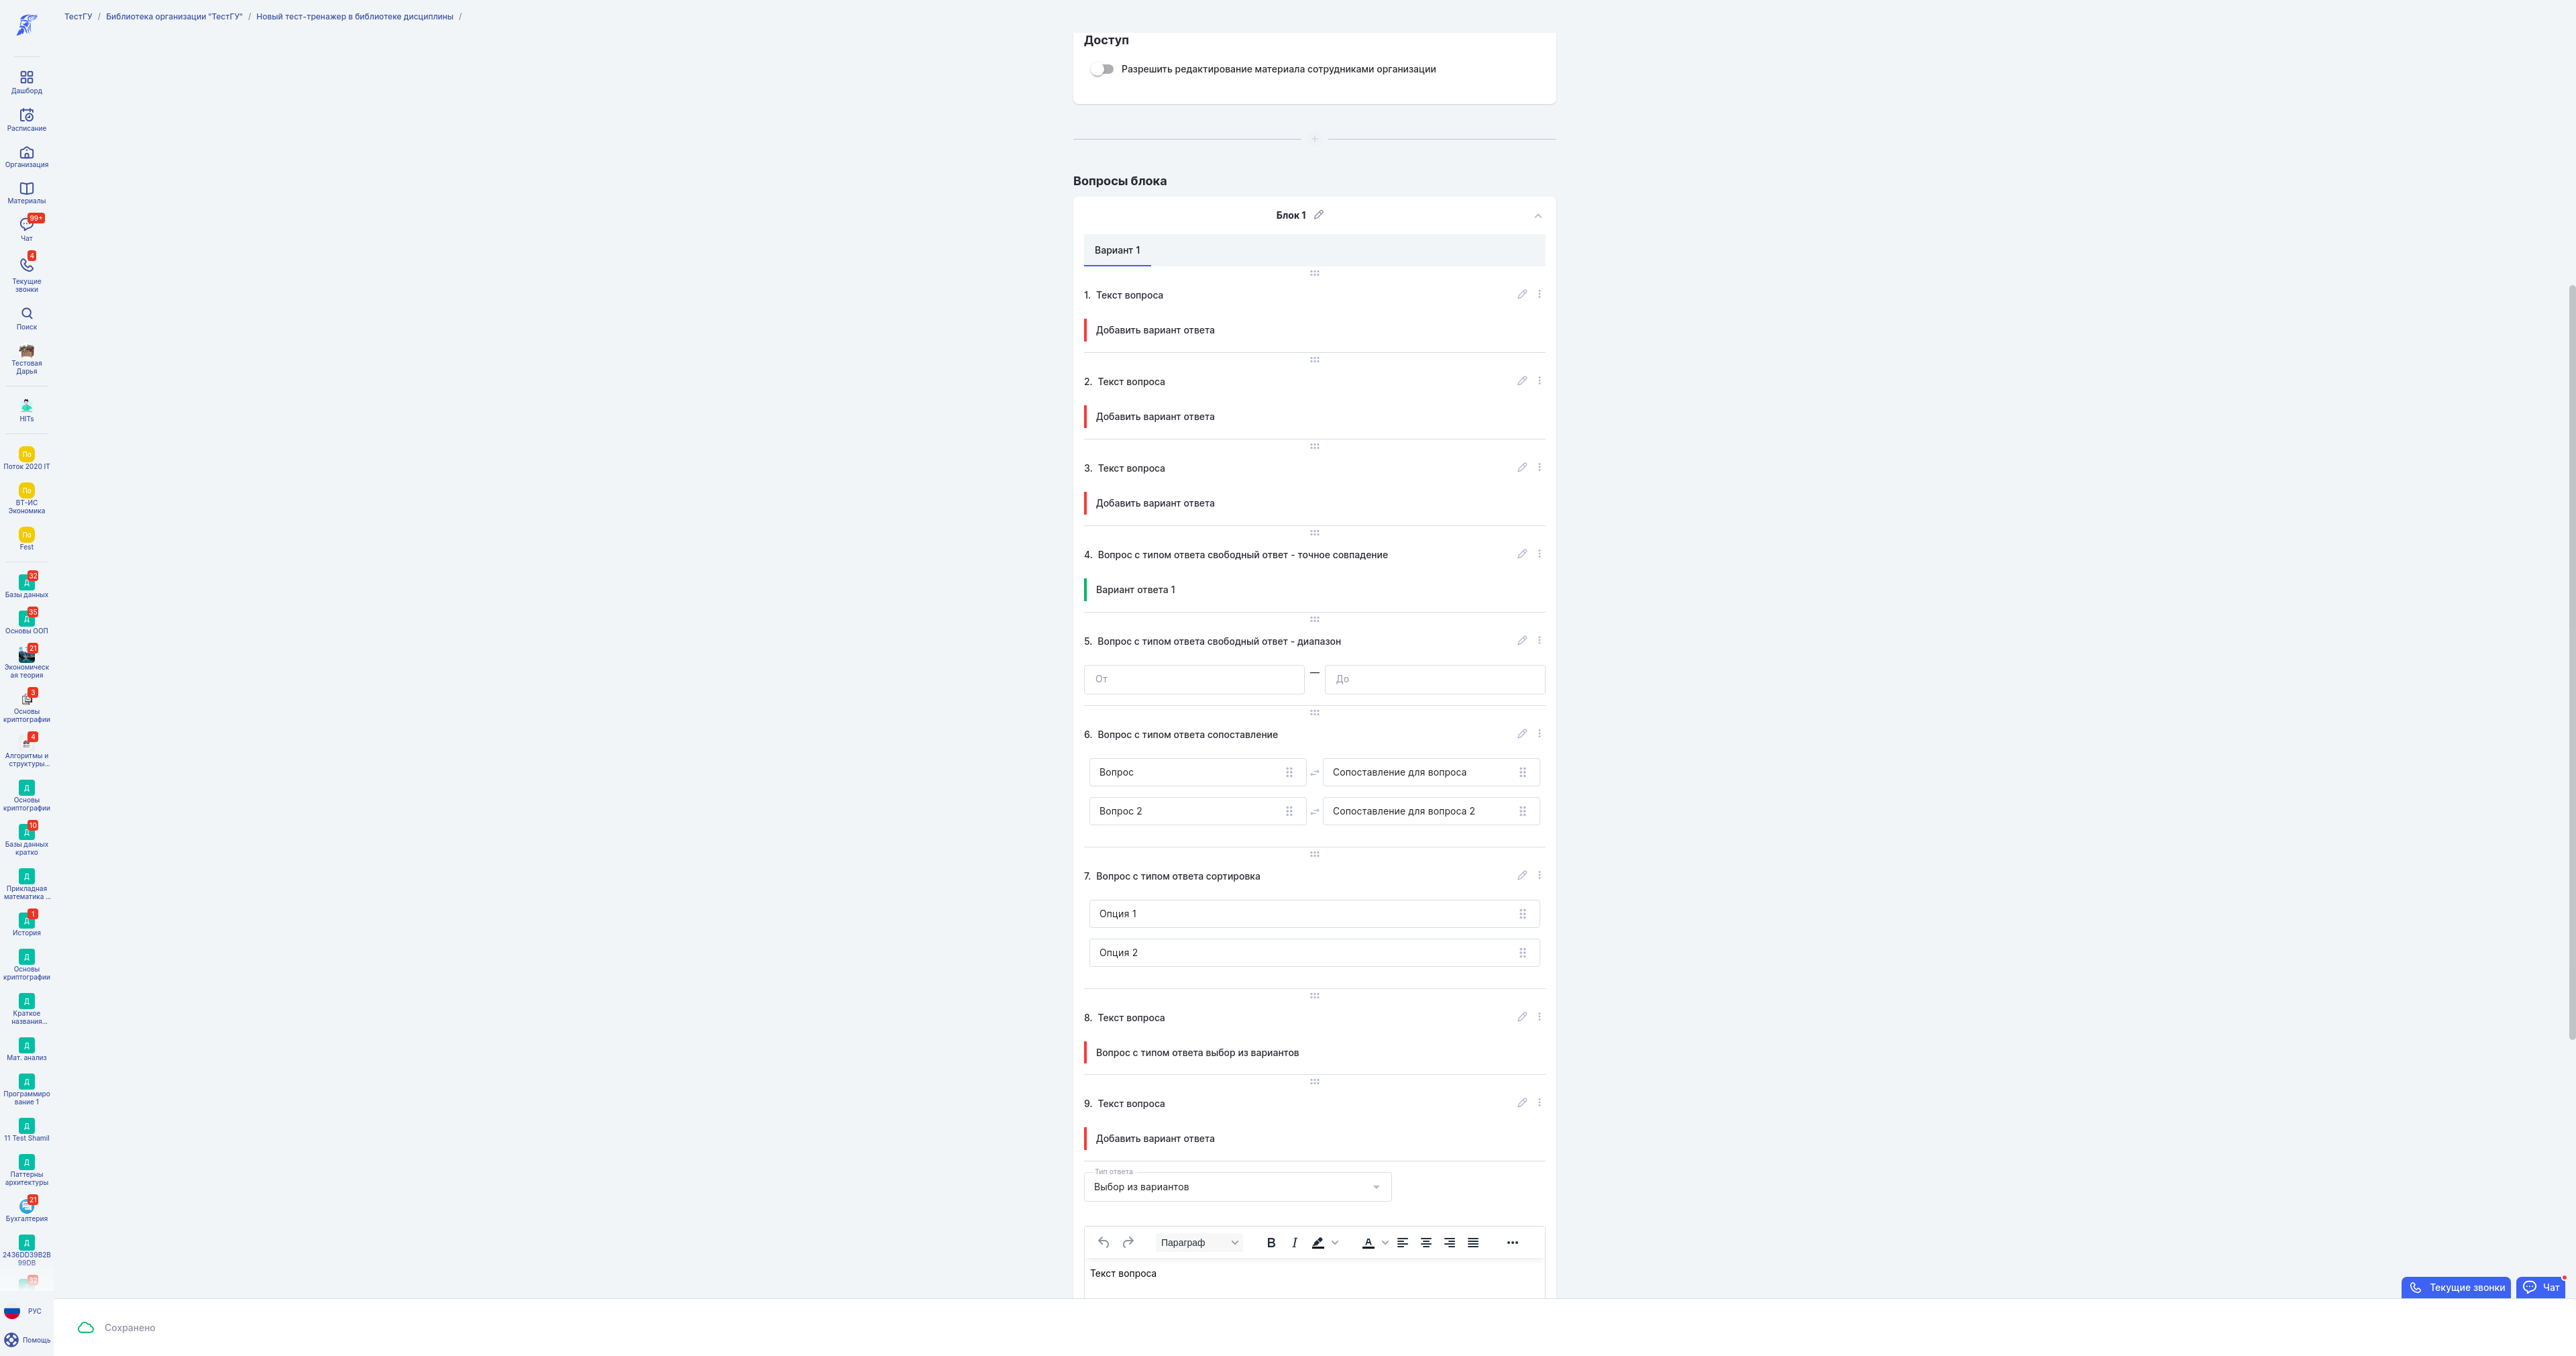 ТестГУ / Библиотека организации "ТестГУ" / Новый тест-тренажер в библиотеке дисциплины /
Дашборд
Расписание
Организация
Материалы
99+
Чат
4
Текущие
звонки
Поиск
Тестовая
Дарья
HITs
По
Поток 2020 IT
По
ВТ-ИС
Экономика
По
Fest
Д 32
Базы данных
Д 35
Основы ООП
21
Экономическ
ая теория
3
Основы
криптографии
4
Алгоритмы и
структуры...
Д
Основы
криптографии
Д 10
Базы данных
кратко
Д
Прикладная
математика ...
Д 1
История
Д
Основы
криптографии
Д
Краткое
названия...
Д
Мат. анализ
Д
Программиро
вание 1
Д
11 Test Shamil
Д
Паттерны
архитектуры
21
Бухгалтерия
Д
2436DD39B2B
99DB
32
РУС
Помощь
Доступ
Разрешить редактирование материала сотрудниками организации
Вопросы блока
Блок 1
Вариант 1
1. Текст вопроса
Добавить вариант ответа
2. Текст вопроса
Добавить вариант ответа
3. Текст вопроса
Добавить вариант ответа
4. Вопрос с типом ответа свободный ответ - точное совпадение
Вариант ответа 1
5. Вопрос с типом ответа свободный ответ - диапазон
От — До
6. Вопрос с типом ответа сопоставление
Вопрос Сопоставление для вопроса
Вопрос 2 Сопоставление для вопроса 2
7. Вопрос с типом ответа сортировка
Опция 1
Опция 2
8. Текст вопроса
Вопрос с типом ответа выбор из вариантов
9. Текст вопроса
Добавить вариант ответа
Тип ответа
Выбор из вариантов
Параграф B I A
Текст вопроса
Текущие звонки Чат
Сохранено